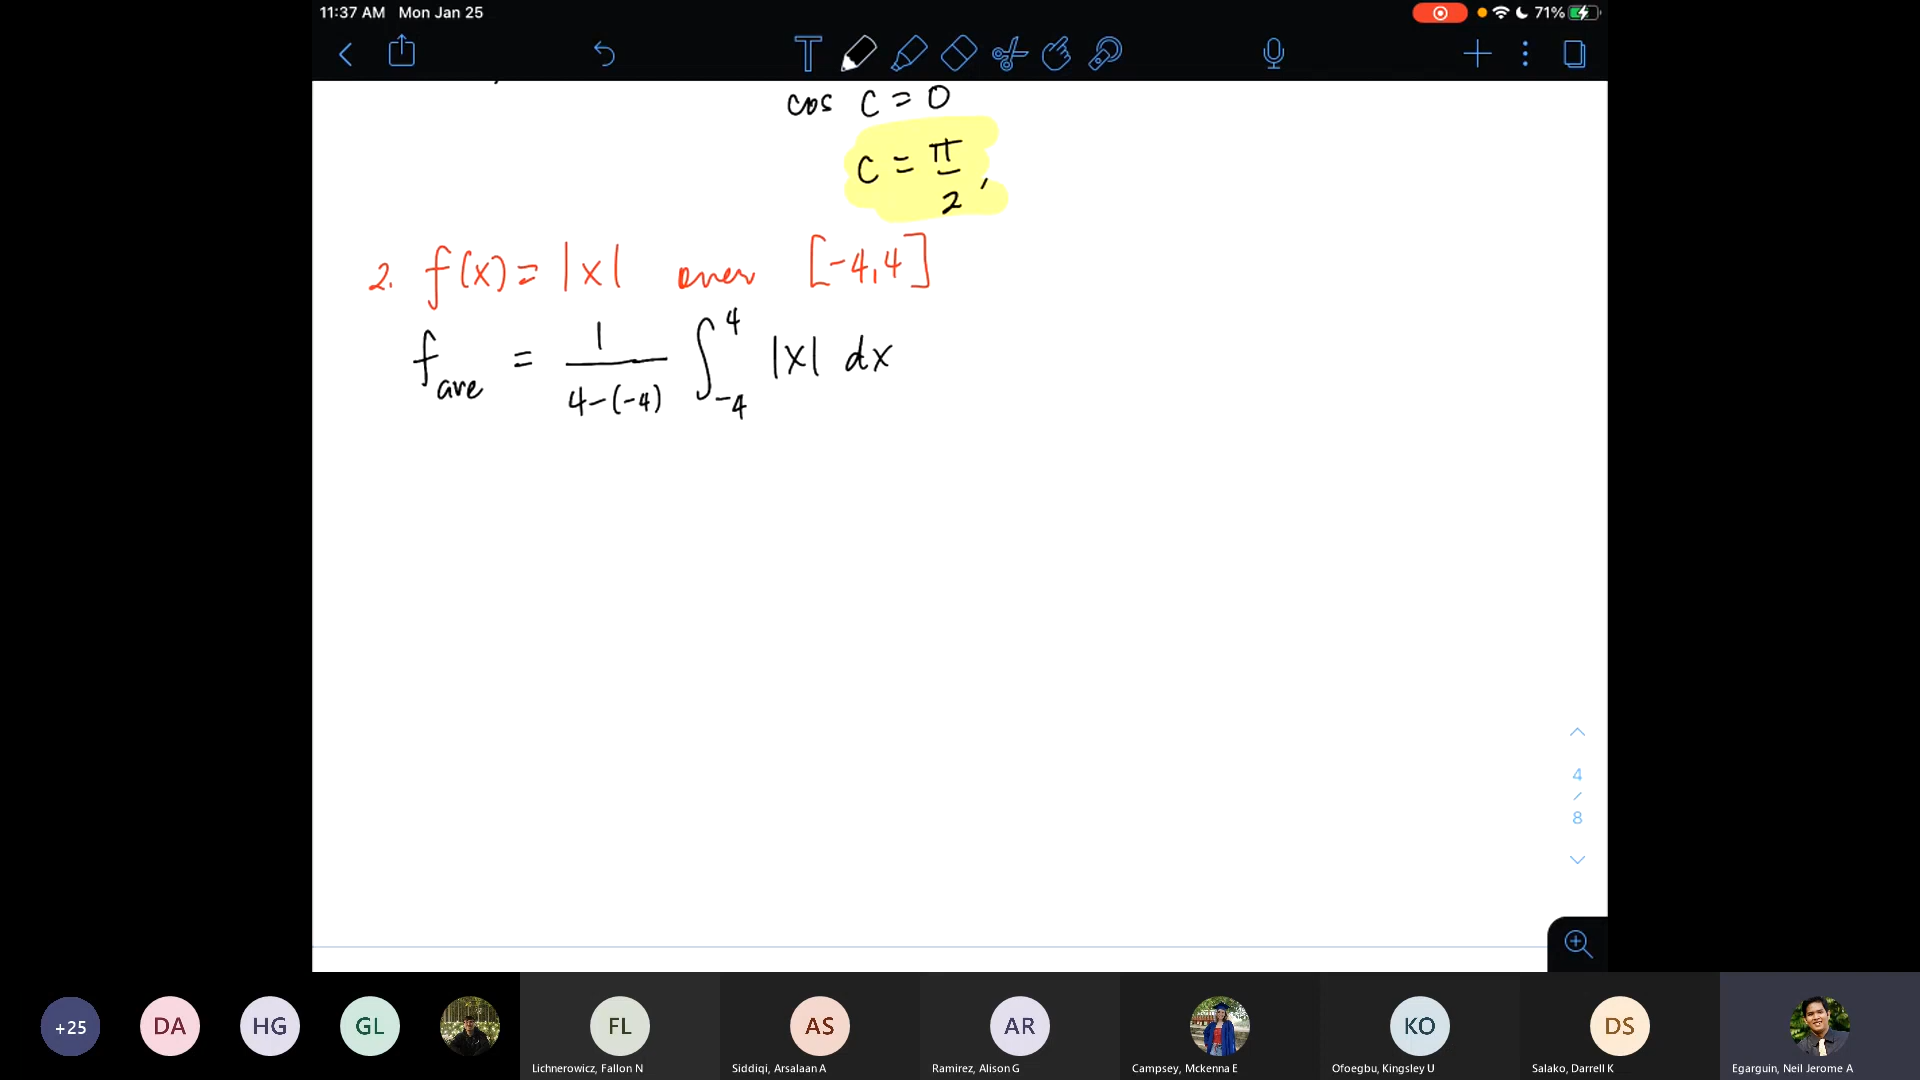 11:37 AM Mon Jan 25
71%
T
cos c = 0
c = π/2,
2. f(x) = |x| over [-4,4]
f_ave = 1/(4-(-4)) ∫_{-4}^{4} |x| dx
4
/
8
+25
DA
HG
GL
FL
AS
AR
KO
DS
Lichnerowicz, Fallon N
Siddiqi, Arsalaan A
Ramirez, Alison G
Campsey, Mckenna E
Ofoegbu, Kingsley U
Salako, Darrell K
Egarguin, Neil Jerome A